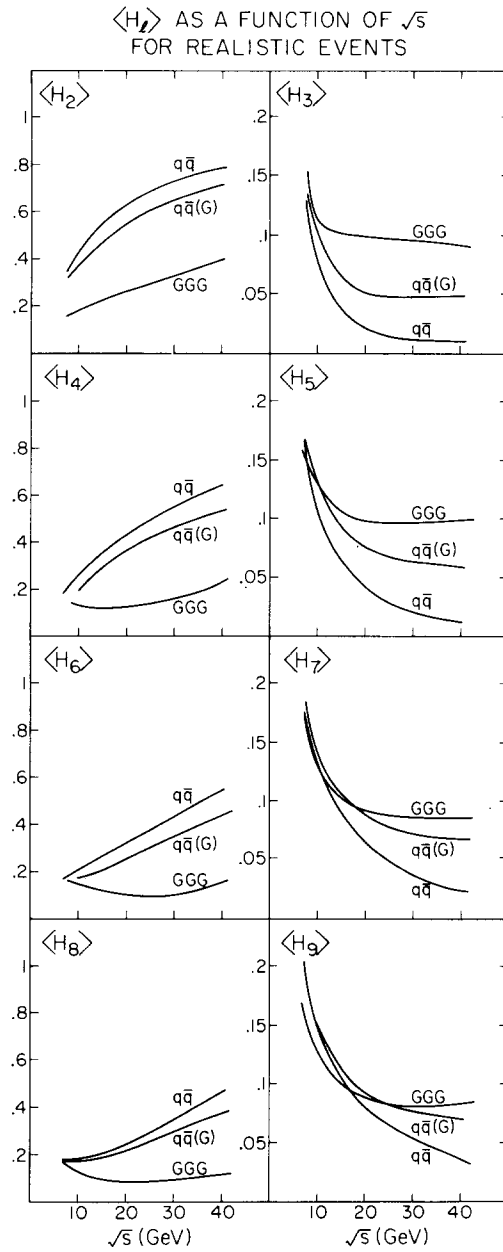 ⟨Hℓ⟩ AS A FUNCTION OF √s
FOR REALISTIC EVENTS
⟨H₂⟩
1
.8
.6
.4
.2
qq̄
qq̄(G)
GGG
⟨H₃⟩
.2
.15
.1
.05
GGG
qq̄(G)
qq̄
⟨H₄⟩
1
.8
.6
.4
.2
qq̄
qq̄(G)
GGG
⟨H₅⟩
.2
.15
.1
.05
GGG
qq̄(G)
qq̄
⟨H₆⟩
1
.8
.6
.4
.2
qq̄
qq̄(G)
GGG
⟨H₇⟩
.2
.15
.1
.05
GGG
qq̄(G)
qq̄
⟨H₈⟩
1
.8
.6
.4
.2
qq̄
qq̄(G)
GGG
10 20 30 40
√s (GeV)
⟨H₉⟩
.2
.15
.1
.05
GGG
qq̄(G)
qq̄
10 20 30 40
√s (GeV)